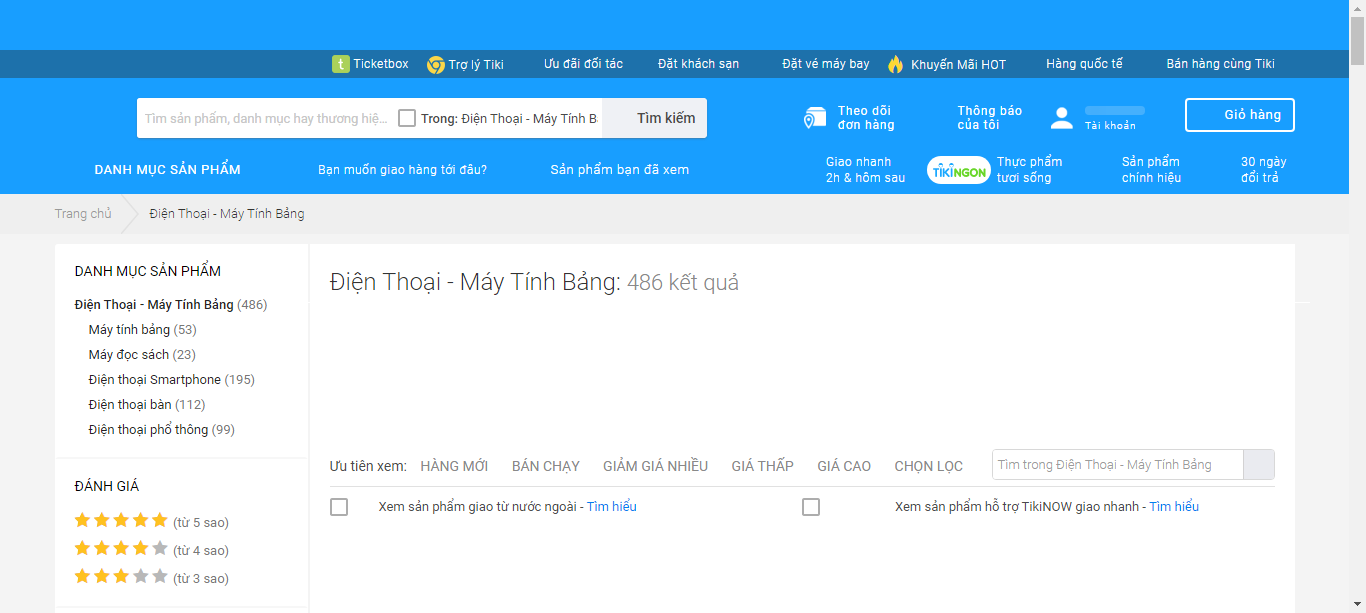 Ticketbox Trợ lý Tiki Ưu đãi đối tác Đặt khách sạn Đặt vé máy bay Khuyến Mãi HOT Hàng quốc tế Bán hàng cùng Tiki
Tìm sản phẩm, danh mục hay thương hiệ... Trong: Điện Thoại - Máy Tính B Tìm kiếm
Theo dõi
đơn hàng
Thông báo
của tôi
Tài khoản
Giỏ hàng
DANH MỤC SẢN PHẨM Bạn muốn giao hàng tới đâu? Sản phẩm bạn đã xem
Giao nhanh
2h & hôm sau
TIKINGON
Thực phẩm
tươi sống
Sản phẩm
chính hiệu
30 ngày
đổi trả
Trang chủ Điện Thoại - Máy Tính Bảng
DANH MỤC SẢN PHẨM
Điện Thoại - Máy Tính Bảng (486)
Máy tính bảng (53)
Máy đọc sách (23)
Điện thoại Smartphone (195)
Điện thoại bàn (112)
Điện thoại phổ thông (99)
ĐÁNH GIÁ
(từ 5 sao)
(từ 4 sao)
(từ 3 sao)
Điện Thoại - Máy Tính Bảng: 486 kết quả
Ưu tiên xem: HÀNG MỚI BÁN CHẠY GIẢM GIÁ NHIỀU GIÁ THẤP GIÁ CAO CHỌN LỌC Tìm trong Điện Thoại - Máy Tính Bảng
Xem sản phẩm giao từ nước ngoài - Tìm hiểu Xem sản phẩm hỗ trợ TikiNOW giao nhanh - Tìm hiểu